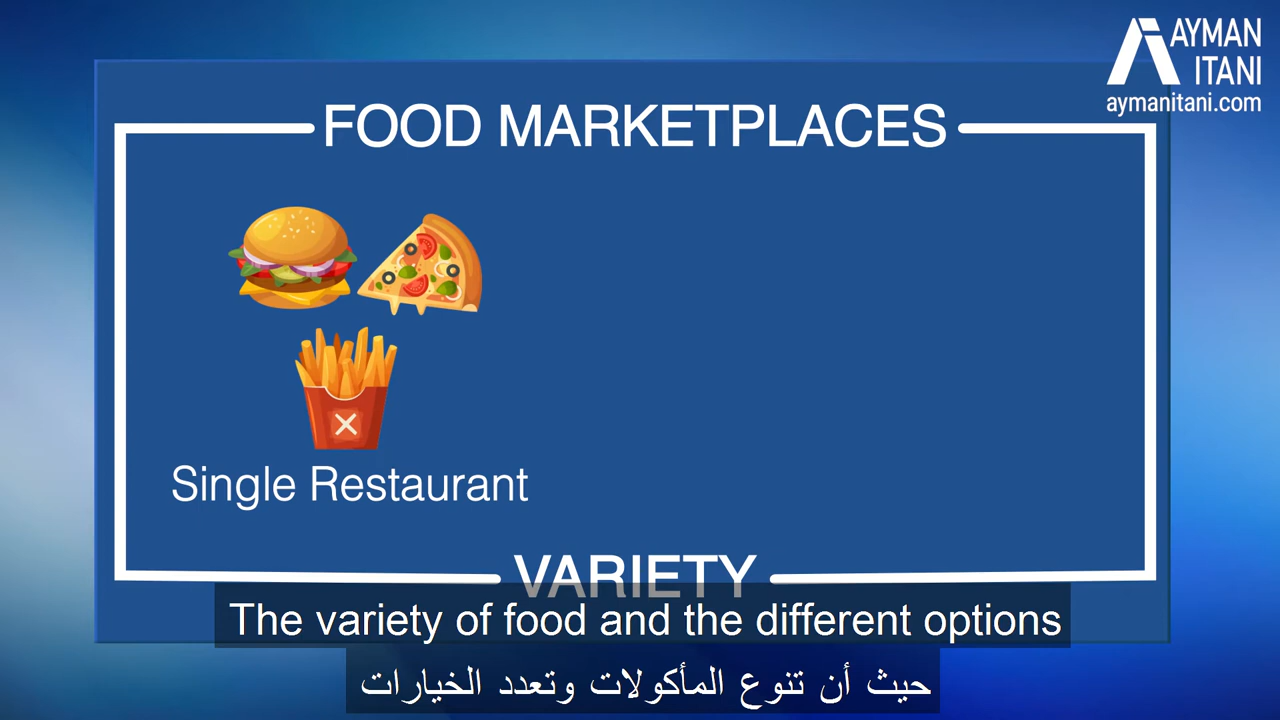 AYMAN
ITANI
aymanitani.com
FOOD MARKETPLACES
Single Restaurant
VARIETY
The variety of food and the different options
حيث أن تنوع المأكولات وتعدد الخيارات